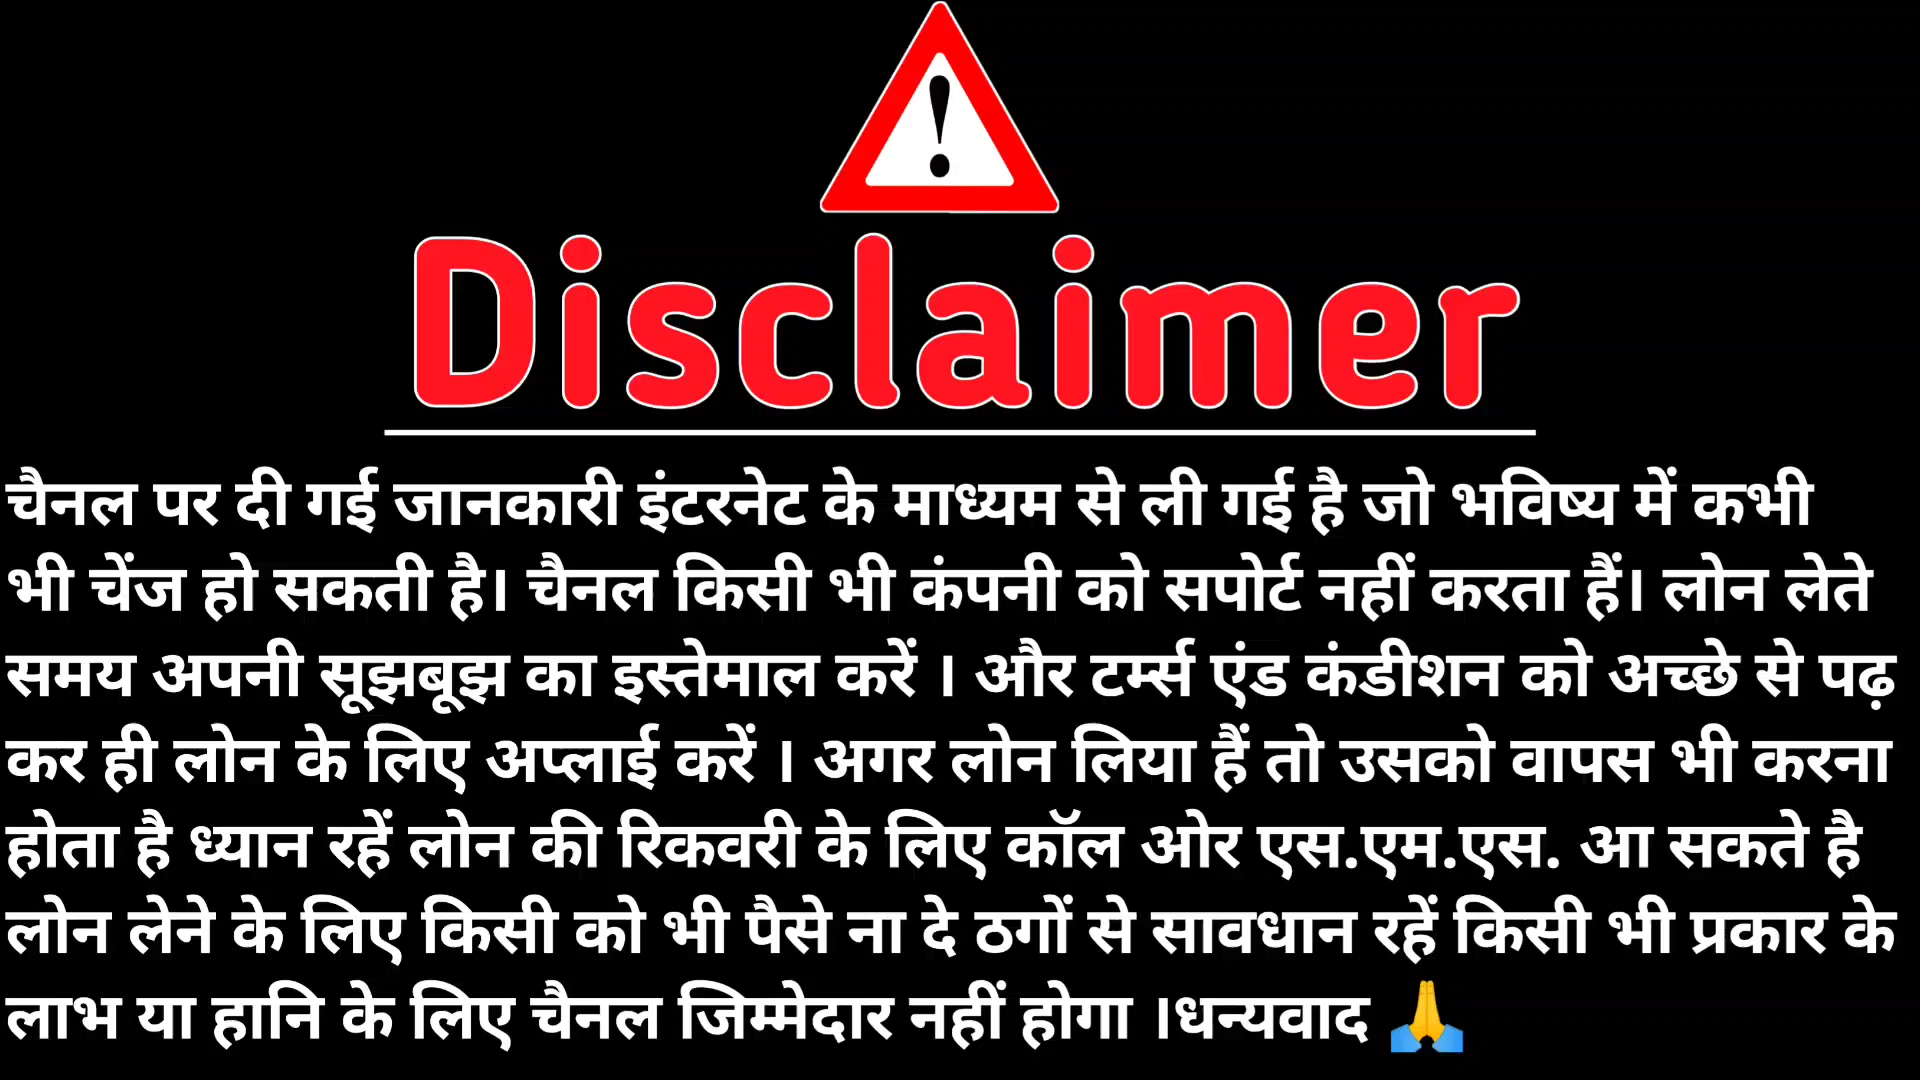 Disclaimer
चैनल पर दी गई जानकारी इंटरनेट के माध्यम से ली गई है जो भविष्य में कभी
भी चेंज हो सकती है। चैनल किसी भी कंपनी को सपोर्ट नहीं करता हैं। लोन लेते
समय अपनी सूझबूझ का इस्तेमाल करें । और टर्म्स एंड कंडीशन को अच्छे से पढ़
कर ही लोन के लिए अप्लाई करें । अगर लोन लिया हैं तो उसको वापस भी करना
होता है ध्यान रहें लोन की रिकवरी के लिए कॉल ओर एस.एम.एस. आ सकते है
लोन लेने के लिए किसी को भी पैसे ना दे ठगों से सावधान रहें किसी भी प्रकार के
लाभ या हानि के लिए चैनल जिम्मेदार नहीं होगा ।धन्यवाद 🙏